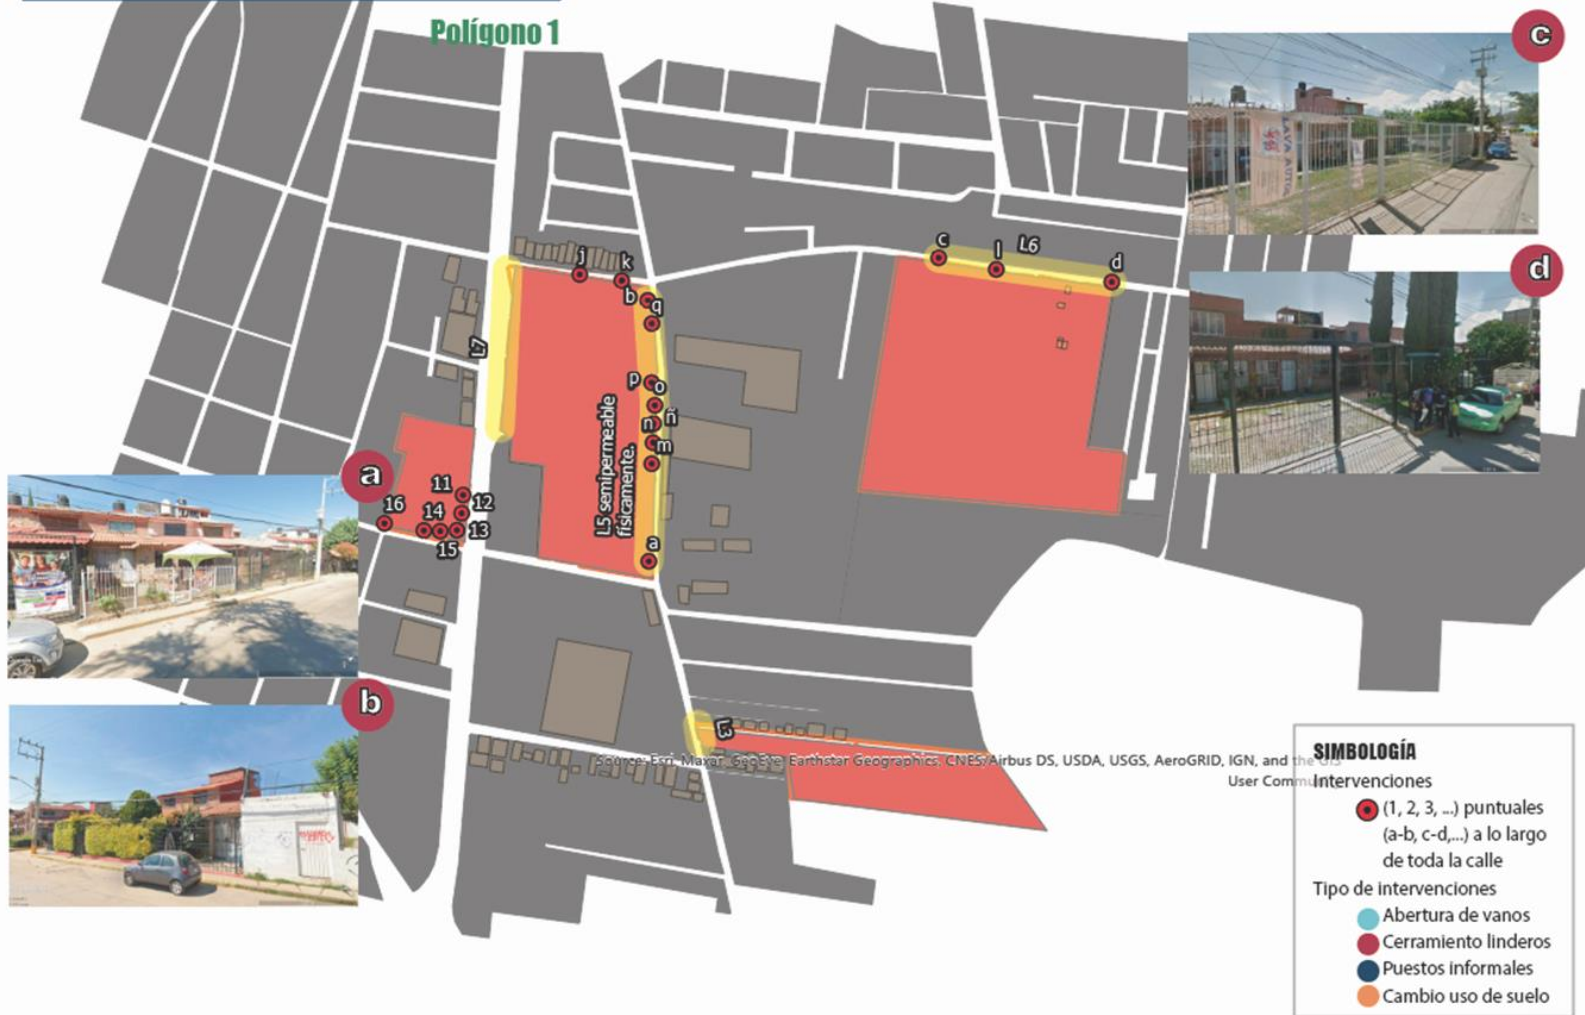 Polígono 1
c
d
a
b
j
k
b
q
p
o
ñ
n
m
a
c
l
L6
d
L7
L5 semipermeable
físicamente.
11
12
16
14
13
15
L3
LAVA AUTOS
Source: Esri, Maxar, GeoEye, Earthstar Geographics, CNES/Airbus DS, USDA, USGS, AeroGRID, IGN, and the GIS
User Commun
SIMBOLOGÍA
Intervenciones
(1, 2, 3, ...) puntuales
(a-b, c-d,...) a lo largo
de toda la calle
Tipo de intervenciones
Abertura de vanos
Cerramiento linderos
Puestos informales
Cambio uso de suelo